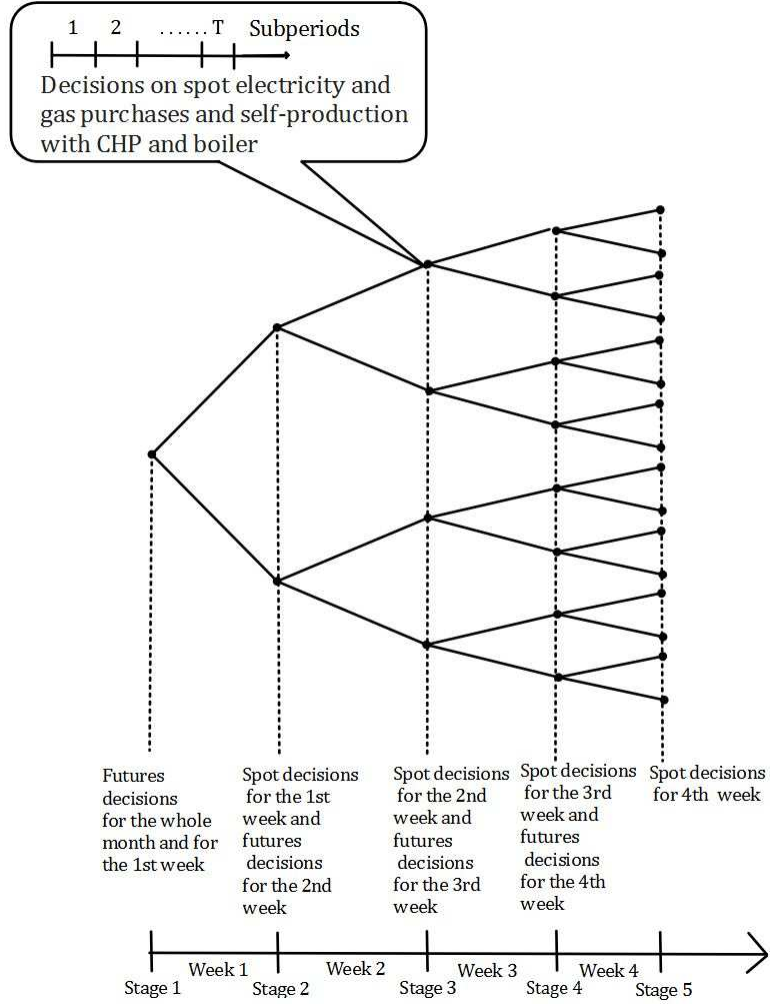 1 2 ...... T Subperiods
Decisions on spot electricity and
gas purchases and self-production
with CHP and boiler
Futures
decisions
for the whole
month and for
the 1st week
Spot decisions
for the 1st
week and
futures
decisions
for the 2nd
week
Spot decisions
for the 2nd
week and
futures
decisions
for the 3rd
week
Spot decisions
for the 3rd
week and
futures
decisions
for the 4th
week
Spot decisions
for 4th week
Week 1 Week 2 Week 3 Week 4
Stage 1 Stage 2 Stage 3 Stage 4 Stage 5